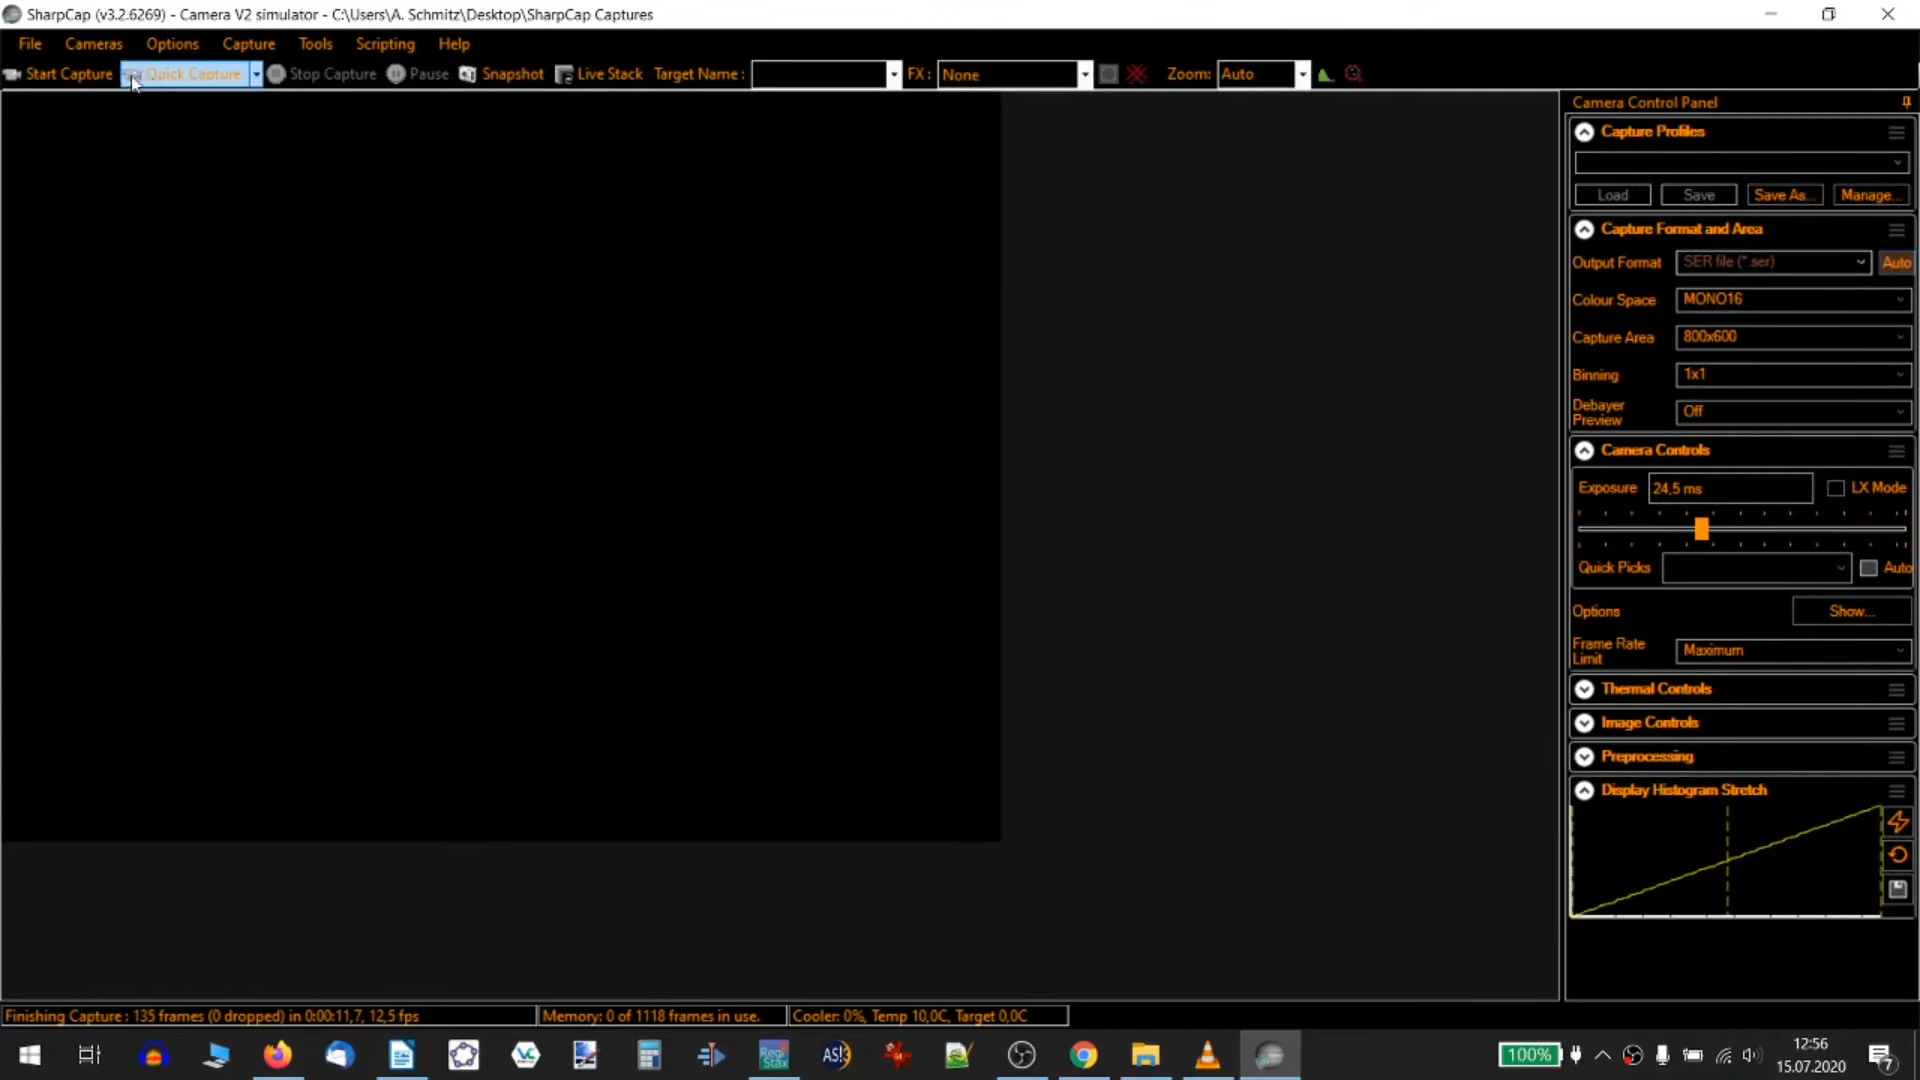 SharpCap (v3.2.6269) - Camera V2 simulator - C:\Users\A. Schmitz\Desktop\SharpCap Captures
File Cameras Options Capture Tools Scripting Help
Start Capture Quick Capture Stop Capture Pause Snapshot Live Stack Target Name : FX : None Zoom: Auto
Camera Control Panel
Capture Profiles
Load Save Save As... Manage...
Capture Format and Area
Output Format SER file (*.ser) Auto
Colour Space MONO16
Capture Area 800x600
Binning 1x1
Debayer
Preview Off
Camera Controls
Exposure 24,5 ms LX Mode
Quick Picks Auto
Options Show...
Frame Rate
Limit Maximum
Thermal Controls
Image Controls
Preprocessing
Display Histogram Stretch
Finishing Capture : 135 frames (0 dropped) in 0:00:11,7, 12,5 fps Memory: 0 of 1118 frames in use. Cooler: 0%, Temp 10,0C, Target 0,0C
Regi
Stax
AS!
100%
12:56
15.07.2020
7